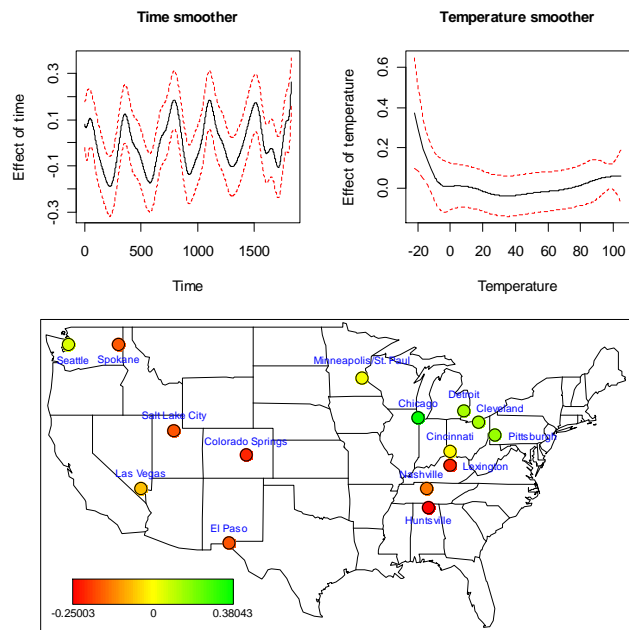 Time smoother
Effect of time
-0.3
-0.1
0.1
0.3
0
500
1000
1500
Time
Temperature smoother
Effect of temperature
0.0
0.2
0.4
0.6
-20
0
20
40
60
80
100
Temperature
Seattle
Spokane
Minneapolis/St. Paul
Detroit
Chicago
Cleveland
Salt Lake City
Pittsburgh
Colorado Springs
Cincinnati
Lexington
Las Vegas
Nashville
Huntsville
El Paso
-0.25003
0
0.38043